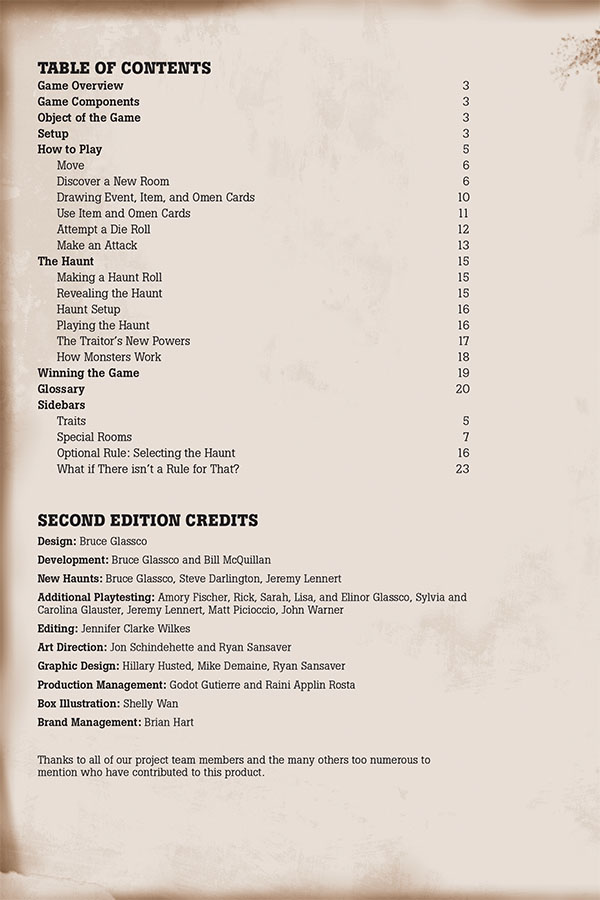 TABLE OF CONTENTS
Game Overview 3
Game Components 3
Object of the Game 3
Setup 3
How to Play 5
Move 6
Discover a New Room 6
Drawing Event, Item, and Omen Cards 10
Use Item and Omen Cards 11
Attempt a Die Roll 12
Make an Attack 13
The Haunt 15
Making a Haunt Roll 15
Revealing the Haunt 15
Haunt Setup 16
Playing the Haunt 16
The Traitor's New Powers 17
How Monsters Work 18
Winning the Game 19
Glossary 20
Sidebars
Traits 5
Special Rooms 7
Optional Rule: Selecting the Haunt 16
What if There isn't a Rule for That? 23
SECOND EDITION CREDITS
Design: Bruce Glassco
Development: Bruce Glassco and Bill McQuillan
New Haunts: Bruce Glassco, Steve Darlington, Jeremy Lennert
Additional Playtesting: Amory Fischer, Rick, Sarah, Lisa, and Elinor Glassco, Sylvia and
Carolina Glauster, Jeremy Lennert, Matt Picioccio, John Warner
Editing: Jennifer Clarke Wilkes
Art Direction: Jon Schindehette and Ryan Sansaver
Graphic Design: Hillary Husted, Mike Demaine, Ryan Sansaver
Production Management: Godot Gutierre and Raini Applin Rosta
Box Illustration: Shelly Wan
Brand Management: Brian Hart
Thanks to all of our project team members and the many others too numerous to
mention who have contributed to this product.